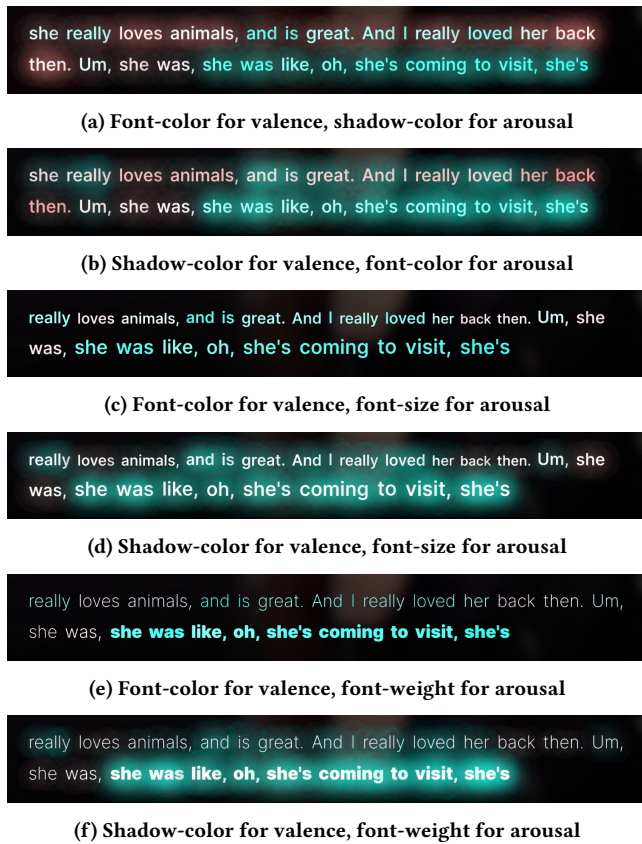 she really loves animals, and is great. And I really loved her back
then. Um, she was, she was like, oh, she's coming to visit, she's
(a) Font-color for valence, shadow-color for arousal
she really loves animals, and is great. And I really loved her back
then. Um, she was, she was like, oh, she's coming to visit, she's
(b) Shadow-color for valence, font-color for arousal
really loves animals, and is great. And I really loved her back then. Um, she
was, she was like, oh, she's coming to visit, she's
(c) Font-color for valence, font-size for arousal
really loves animals, and is great. And I really loved her back then. Um, she
was, she was like, oh, she's coming to visit, she's
(d) Shadow-color for valence, font-size for arousal
really loves animals, and is great. And I really loved her back then. Um,
she was, she was like, oh, she's coming to visit, she's
(e) Font-color for valence, font-weight for arousal
really loves animals, and is great. And I really loved her back then. Um,
she was, she was like, oh, she's coming to visit, she's
(f) Shadow-color for valence, font-weight for arousal